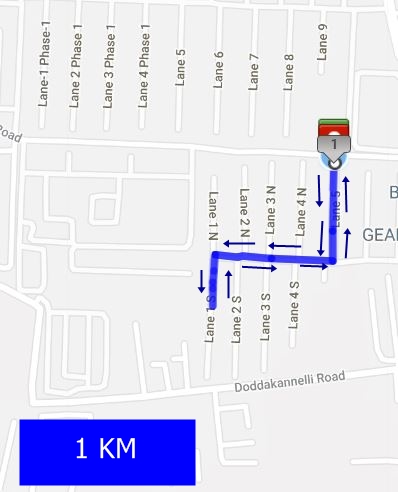 Lane-1 Phase-1
Lane 2 Phase 1
Lane 3 Phase 1
Lane 4 Phase 1
Lane 5
Lane 6
Lane 7
Lane 8
Lane 9
Road
1
Lane 1 N
Lane 2 N
Lane 3 N
Lane 4 N
Lane 5
B
GEAR
Lane 1 S
Lane 2 S
Lane 3 S
Lane 4 S
Doddakannelli Road
1 KM